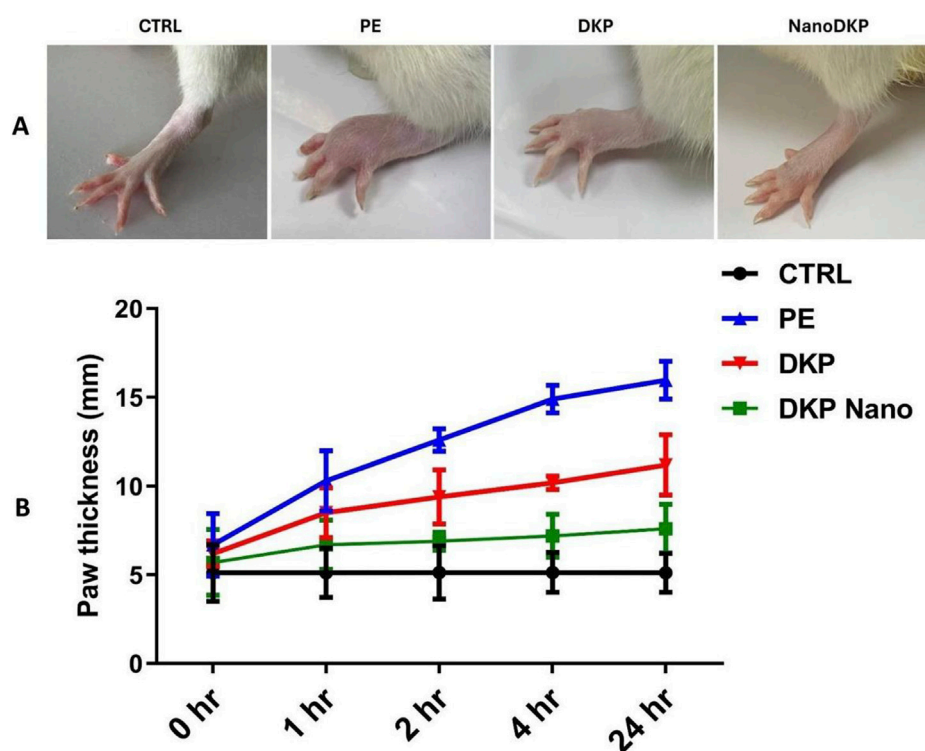 CTRL PE DKP NanoDKP
A
CTRL
PE
DKP
DKP Nano
B
Paw thickness (mm)
20
15
10
5
0
0 hr 1 hr 2 hr 4 hr 24 hr